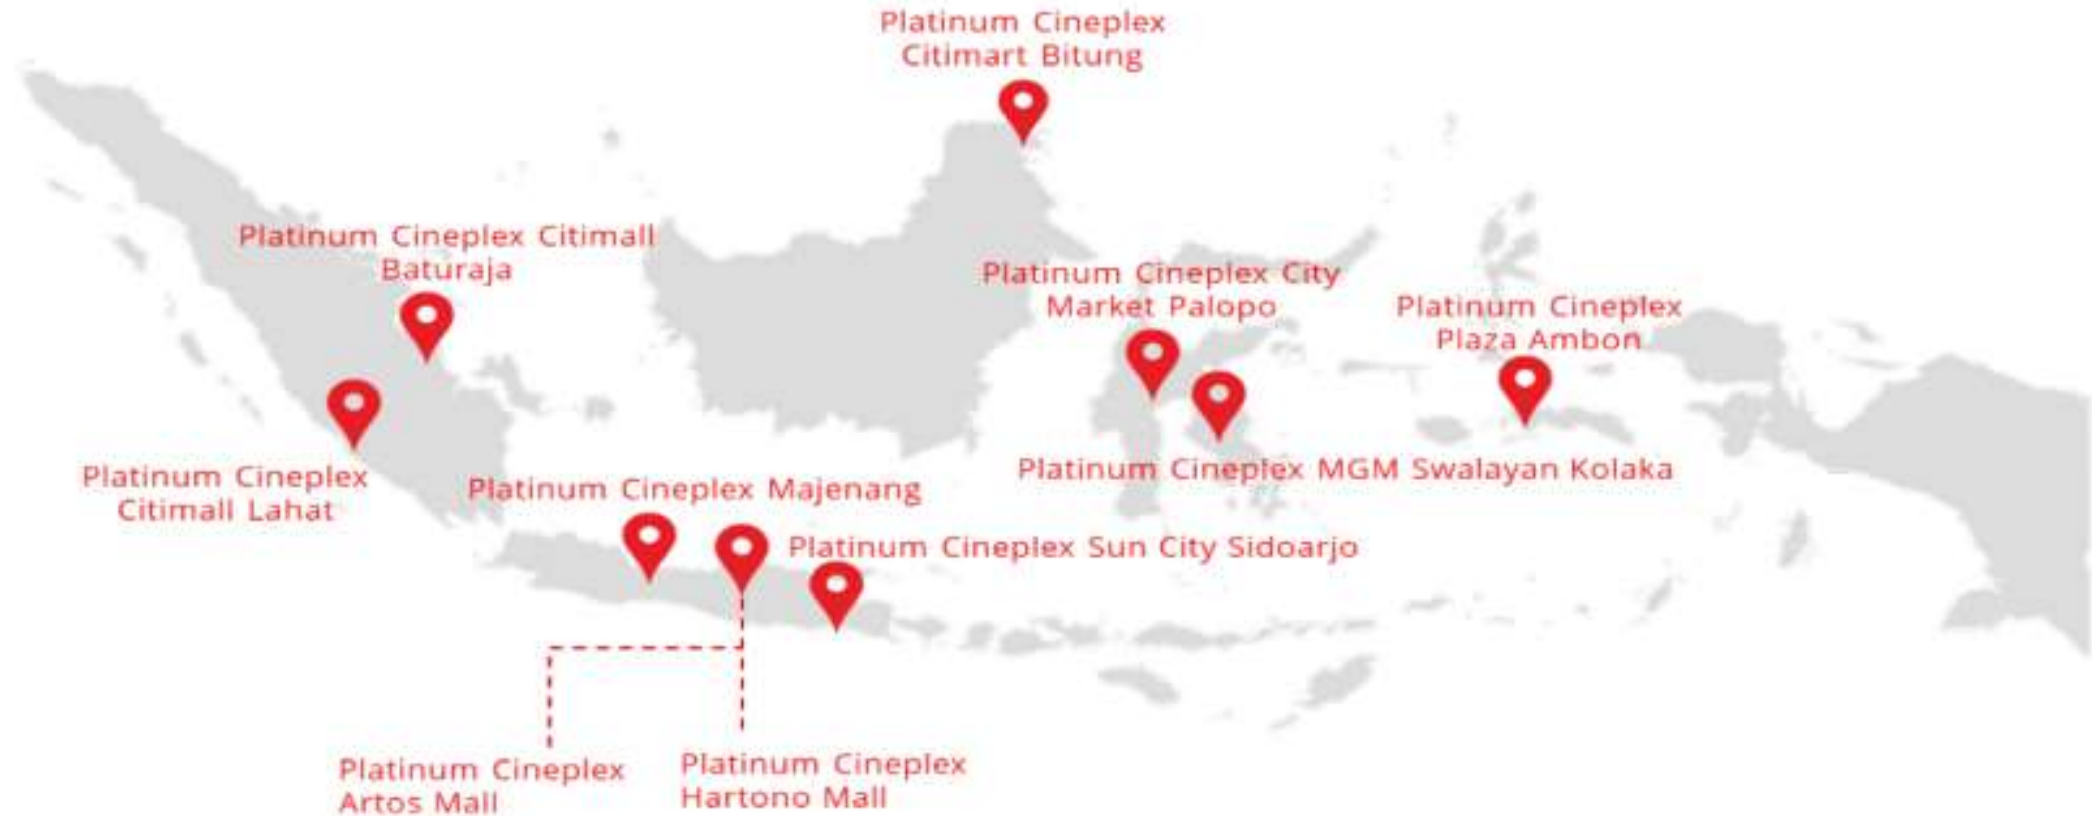 Platinum Cineplex
Citimart Bitung
Platinum Cineplex Citimall
Baturaja
Platinum Cineplex City
Market Palopo
Platinum Cineplex
Plaza Ambon
Platinum Cineplex
Citimall Lahat
Platinum Cineplex MGM Swalayan Kolaka
Platinum Cineplex Majenang
Platinum Cineplex Sun City Sidoarjo
Platinum Cineplex
Artos Mall
Platinum Cineplex
Hartono Mall